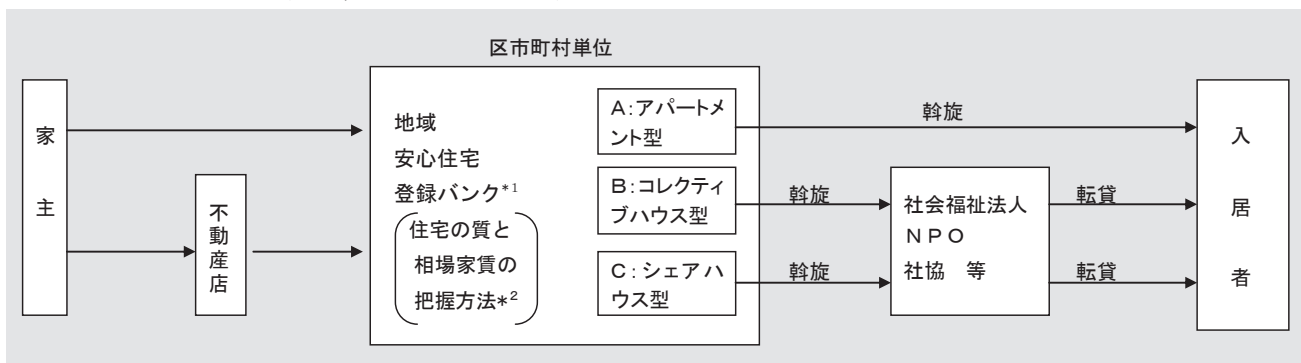 区市町村単位
家
主
不
動
産
店
地域
安心住宅
登録バンク*1
住宅の質と
相場家賃の
把握方法*2
A:アパートメ
ント型
B:コレクティ
ブハウス型
C:シェアハ
ウス型
斡旋
斡旋
斡旋
社会福祉法人
NPO
社協 等
転貸
転貸
入
居
者